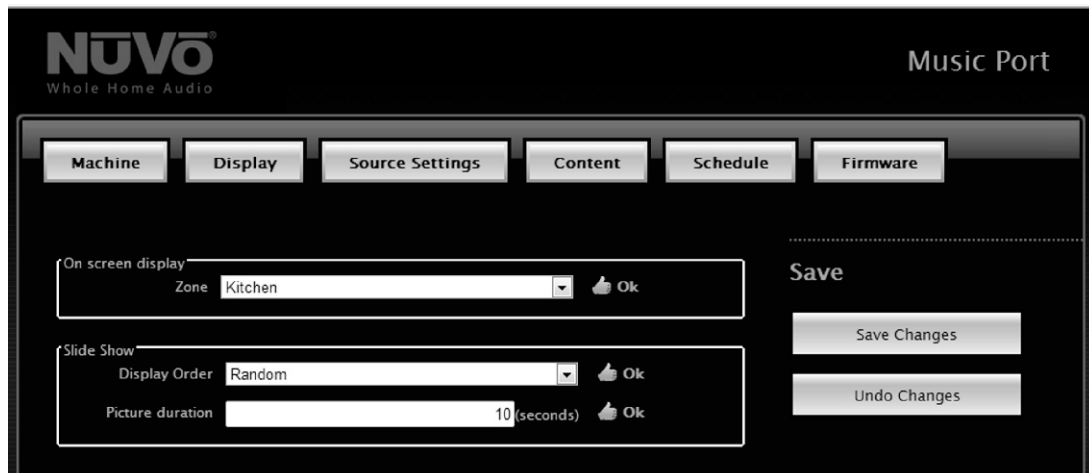 NŪVŌ®
Whole Home Audio
Music Port
Machine Display Source Settings Content Schedule Firmware
On screen display
Zone Kitchen Ok
Slide Show
Display Order Random Ok
Picture duration 10 (seconds) Ok
Save
Save Changes
Undo Changes